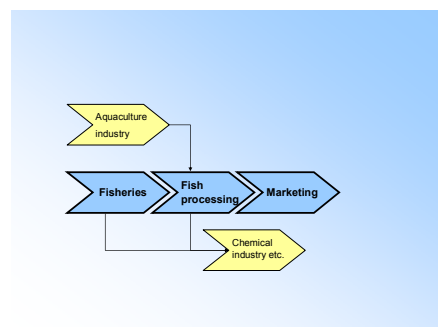 Aquaculture
industry
Fisheries
Fish
processing
Marketing
Chemical
industry etc.